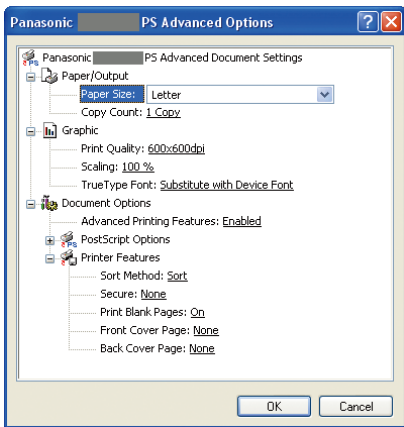 Panasonic PS Advanced Options
Panasonic PS Advanced Document Settings
Paper/Output
Paper Size: Letter
Copy Count: 1 Copy
Graphic
Print Quality: 600x600dpi
Scaling: 100 %
TrueType Font: Substitute with Device Font
Document Options
Advanced Printing Features: Enabled
PostScript Options
Printer Features
Sort Method: Sort
Secure: None
Print Blank Pages: On
Front Cover Page: None
Back Cover Page: None
OK Cancel